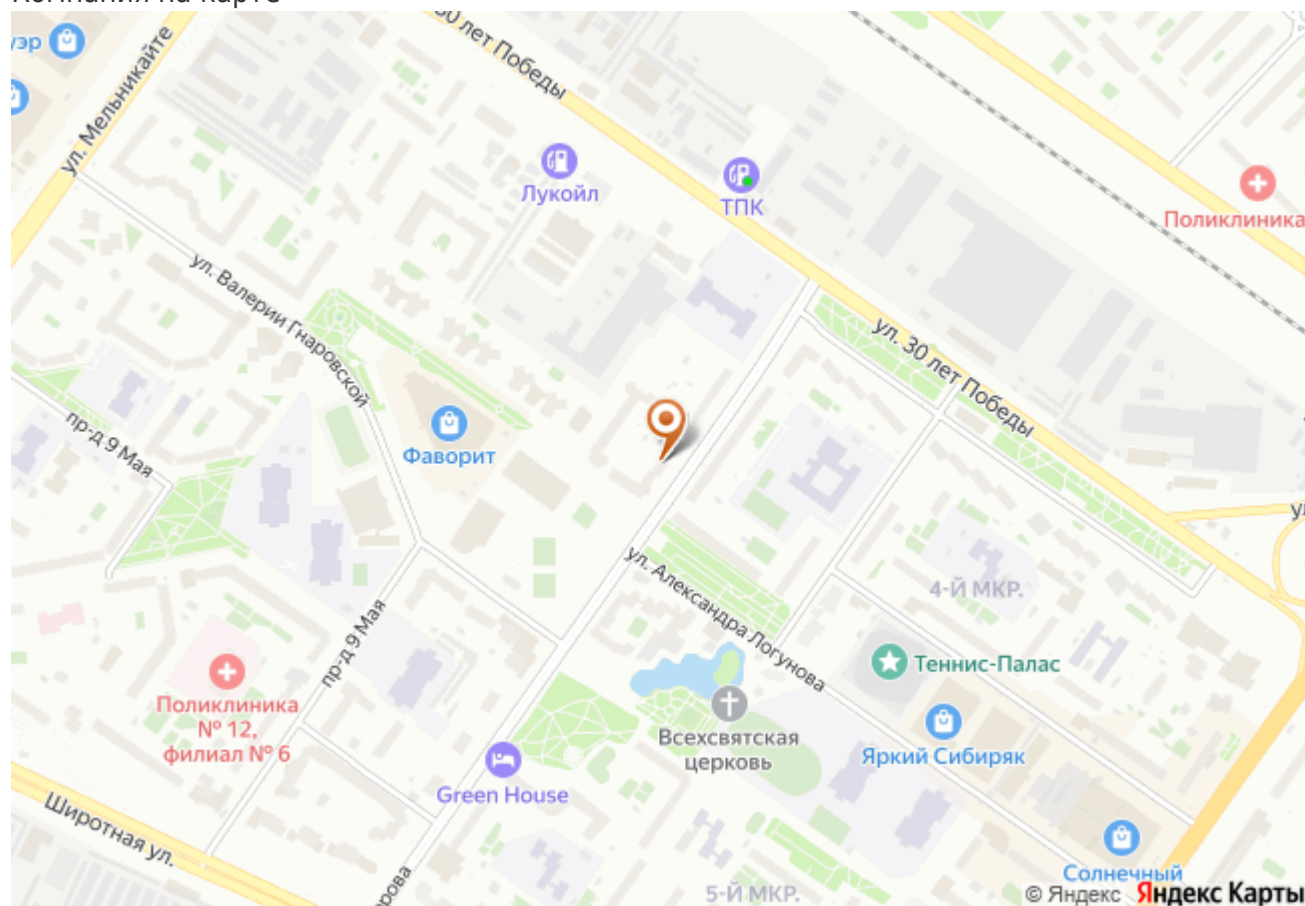 30 лет Победы
уэр
ул. Мельникайте
Лукойл
ТПК
Поликлиника
ул. Валерии Гнаровской
ул. 30 лет Победы
пр-д 9 Мая
Фаворит
ул. Александра Логунова
4-Й МКР.
пр-д 9 Мая
Теннис-Палас
Поликлиника
№ 12,
филиал № 6
Всехсвятская
церковь
Яркий Сибиряк
Green House
Широтная ул.
Солнечный
5-Й МКР.
© Яндекс Яндекс Карты